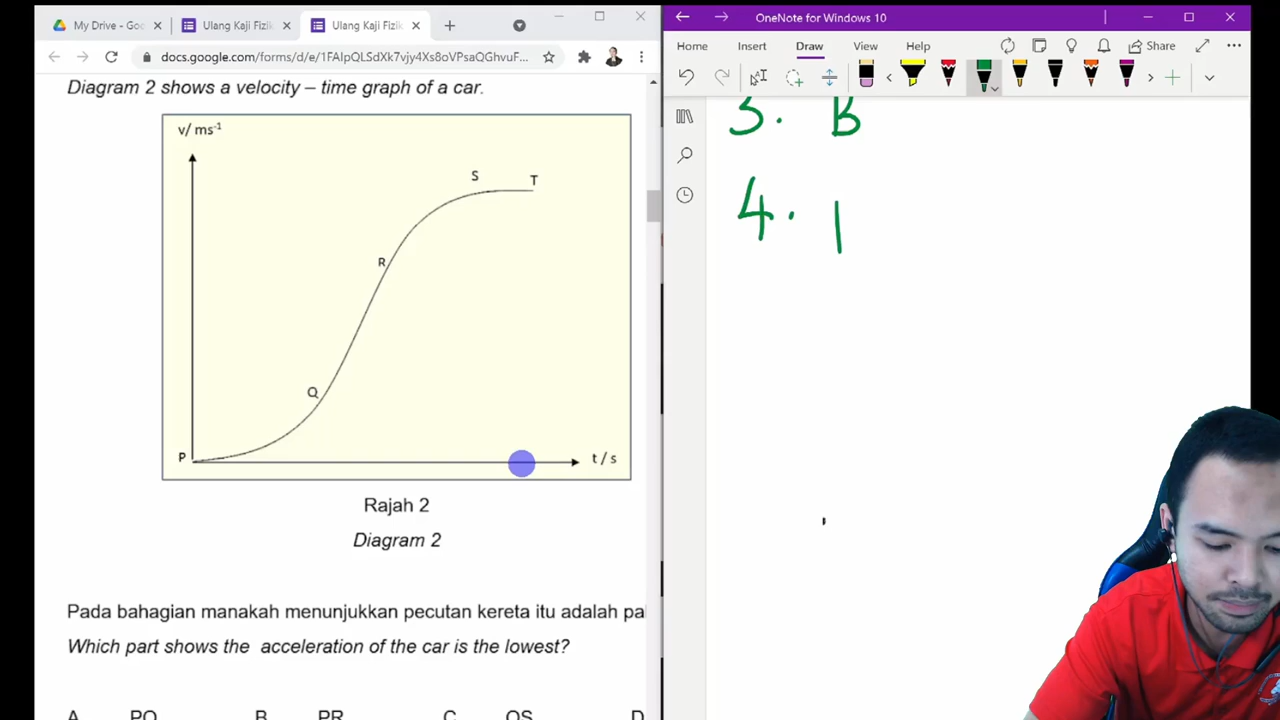 My Drive - Goo
Ulang Kaji Fizik
Ulang Kaji Fizik
docs.google.com/forms/d/e/1FAIpQLSdXk7vjy4Xs8oVPsaQGhvuF...
Diagram 2 shows a velocity – time graph of a car.
v/ ms-1
S
T
R
Q
P
t / s
Rajah 2
Diagram 2
Pada bahagian manakah menunjukkan pecutan kereta itu adalah pal
Which part shows the acceleration of the car is the lowest?
A PQ B PR C QS D
OneNote for Windows 10
Home Insert Draw View Help Share
3. B
4.